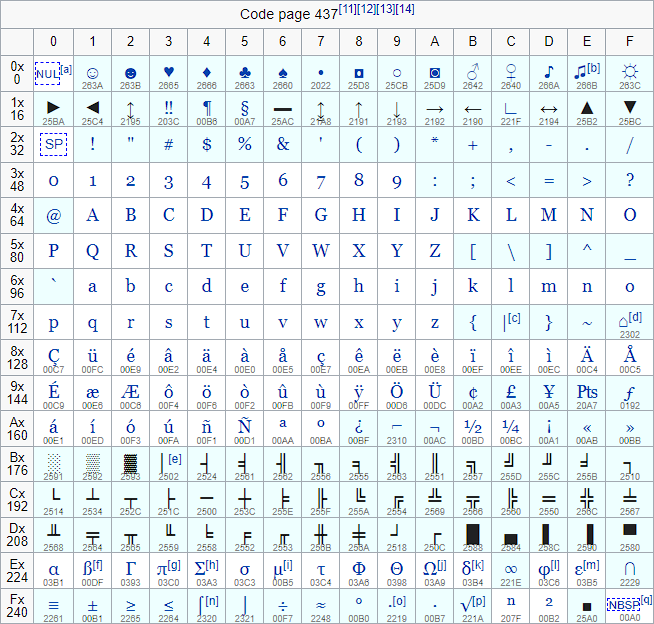 Code page 437[11][12][13][14]
0 1 2 3 4 5 6 7 8 9 A B C D E F
0x 0 NUL[a] ☺ 263A ☻ 263B ♥ 2665 ♦ 2666 ♣ 2663 ♠ 2660 • 2022 ◘ 25D8 ○ 25CB ◙ 25D9 ♂ 2642 ♀ 2640 ♪ 266A ♫[b] 266B ☼ 263C
1x 16 ► 25BA ◄ 25C4 ↕ 2195 ‼ 203C ¶ 00B6 § 00A7 ▬ 25AC ↨ 21A8 ↑ 2191 ↓ 2193 → 2192 ← 2190 ∟ 221F ↔ 2194 ▲ 25B2 ▼ 25BC
2x 32 SP ! " # $ % & ' ( ) * + , - . /
3x 48 0 1 2 3 4 5 6 7 8 9 : ; < = > ?
4x 64 @ A B C D E F G H I J K L M N O
5x 80 P Q R S T U V W X Y Z [ \ ] ^ _
6x 96 ` a b c d e f g h i j k l m n o
7x 112 p q r s t u v w x y z { |[c] } ~ ⌂[d] 2302
8x 128 Ç 00C7 ü 00FC é 00E9 â 00E2 ä 00E4 à 00E0 å 00E5 ç 00E7 ê 00EA ë 00EB è 00E8 ï 00EF î 00EE ì 00EC Ä 00C4 Å 00C5
9x 144 É 00C9 æ 00E6 Æ 00C6 ô 00F4 ö 00F6 ò 00F2 û 00FB ù 00F9 ÿ 00FF Ö 00D6 Ü 00DC ¢ 00A2 £ 00A3 ¥ 00A5 ₧ 20A7 ƒ 0192
Ax 160 á 00E1 í 00ED ó 00F3 ú 00FA ñ 00F1 Ñ 00D1 ª 00AA º 00BA ¿ 00BF ⌐ 2310 ¬ 00AC ½ 00BD ¼ 00BC ¡ 00A1 « 00AB » 00BB
Bx 176 ░ 2591 ▒ 2592 ▓ 2593 │[e] 2502 ┤ 2524 ╡ 2561 ╢ 2562 ╖ 2556 ╕ 2555 ╣ 2563 ║ 2551 ╗ 2557 ╝ 255D ╜ 255C ╛ 255B ┐ 2510
Cx 192 └ 2514 ┴ 2534 ┬ 252C ├ 251C ─ 2500 ┼ 253C ╞ 255E ╟ 255F ╚ 255A ╔ 2554 ╩ 2569 ╦ 2566 ╠ 2560 ═ 2550 ╬ 256C ╧ 2567
Dx 208 ╨ 2568 ╤ 2564 ╥ 2565 ╙ 2559 ╘ 2558 ╒ 2552 ╓ 2553 ╫ 256B ╪ 256A ┘ 2518 ┌ 250C █ 2588 ▄ 2584 ▌ 258C ▐ 2590 ▀ 2580
Ex 224 α 03B1 ß[f] 00DF Γ 0393 π[g] 03C0 Σ[h] 03A3 σ 03C3 µ[i] 00B5 τ 03C4 Φ 03A6 Θ 0398 Ω[j] 03A9 δ[k] 03B4 ∞ 221E φ[l] 03C6 ε[m] 03B5 ∩ 2229
Fx 240 ≡ 2261 ± 00B1 ≥ 2265 ≤ 2264 ⌠[n] 2320 ⌡ 2321 ÷ 00F7 ≈ 2248 ° 00B0 ∙[o] 2219 · 00B7 √[p] 221A ⁿ 207F ² 00B2 ■ 25A0 NBSP[q] 00A0